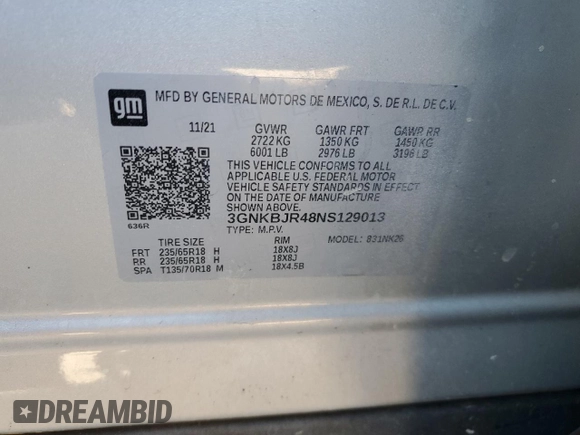 gm
MFD BY GENERAL MOTORS DE MEXICO, S. DE R.L. DE C.V.
11/21 GVWR GAWR FRT GAWR RR
2722 KG 1350 KG 1450 KG
6001 LB 2976 LB 3196 LB
THIS VEHICLE CONFORMS TO ALL
APPLICABLE U.S. FEDERAL MOTOR
VEHICLE SAFETY STANDARDS IN EFFECT
ON THE DATE OF MANUFACTURE
SHOWN ABOVE.
3GNKBJR48NS129013
636R TYPE: M.P.V. MODEL: 831NK26
TIRE SIZE RIM
FRT 235/65R18 H 18X8J
RR 235/65R18 H 18X8J
SPA T135/70R18 M 18X4.5B
DREAMBID